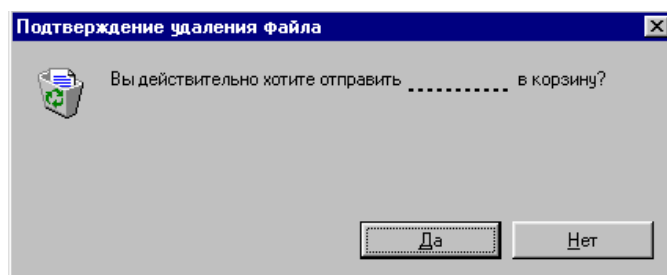 Подтверждение удаления файла
Вы действительно хотите отправить .......... в корзину?
Да
Нет